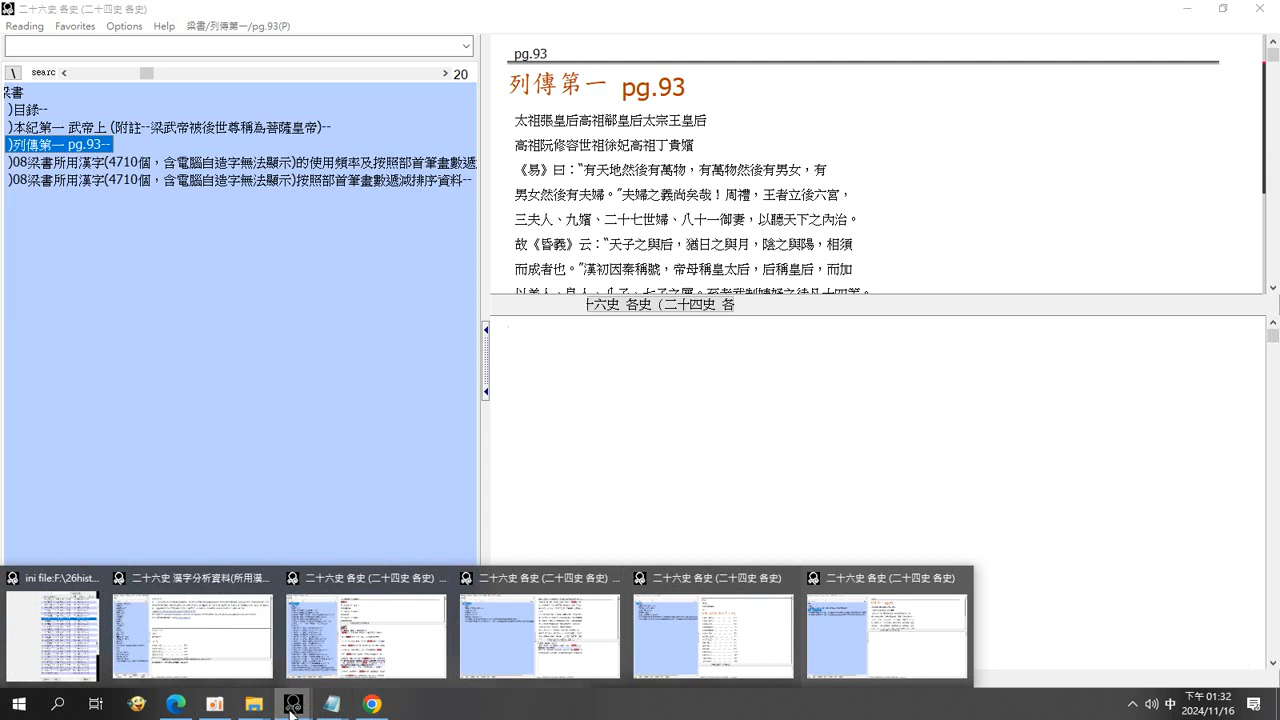 二十六史 各史 (二十四史 各史)
Reading Favorites Options Help 梁書/列傳第一/pg.93(P)
\ searc 20
梁書
)目錄--
)本紀第一 武帝上 (附註--梁武帝被後世尊稱為菩薩皇帝)--
)列傳第一 pg.93--
)08梁書所用漢字(4710個，含電腦自造字無法顯示)的使用頻率及按照部首筆畫數遞
)08梁書所用漢字(4710個，含電腦自造字無法顯示)按照部首筆畫數遞减排序資料--
pg.93
列傳第一 pg.93
太祖張皇后高祖郗皇后太宗王皇后
高祖阮修容世祖徐妃高祖丁貴嬪
《易》曰：“有天地然後有萬物，有萬物然後有男女，有
男女然後有夫婦。”夫婦之義尚矣哉！周禮，王者立後六宮，
三夫人、九嬪、二十七世婦、八十一御妻，以聽天下之內治。
故《昏義》云：“天子之與后，猶日之與月，陰之與陽，相須
而成者也。”漢初因秦稱號，帝母稱皇太后，后稱皇后，而加
十六史 各史（二十四史 各
ini file:F:\26hist...
二十六史 漢字分析資料(所用漢...
二十六史 各史 (二十四史 各史) ...
二十六史 各史 (二十四史 各史) ...
二十六史 各史 (二十四史 各史)
二十六史 各史 (二十四史 各史)
中
下午 01:32
2024/11/16